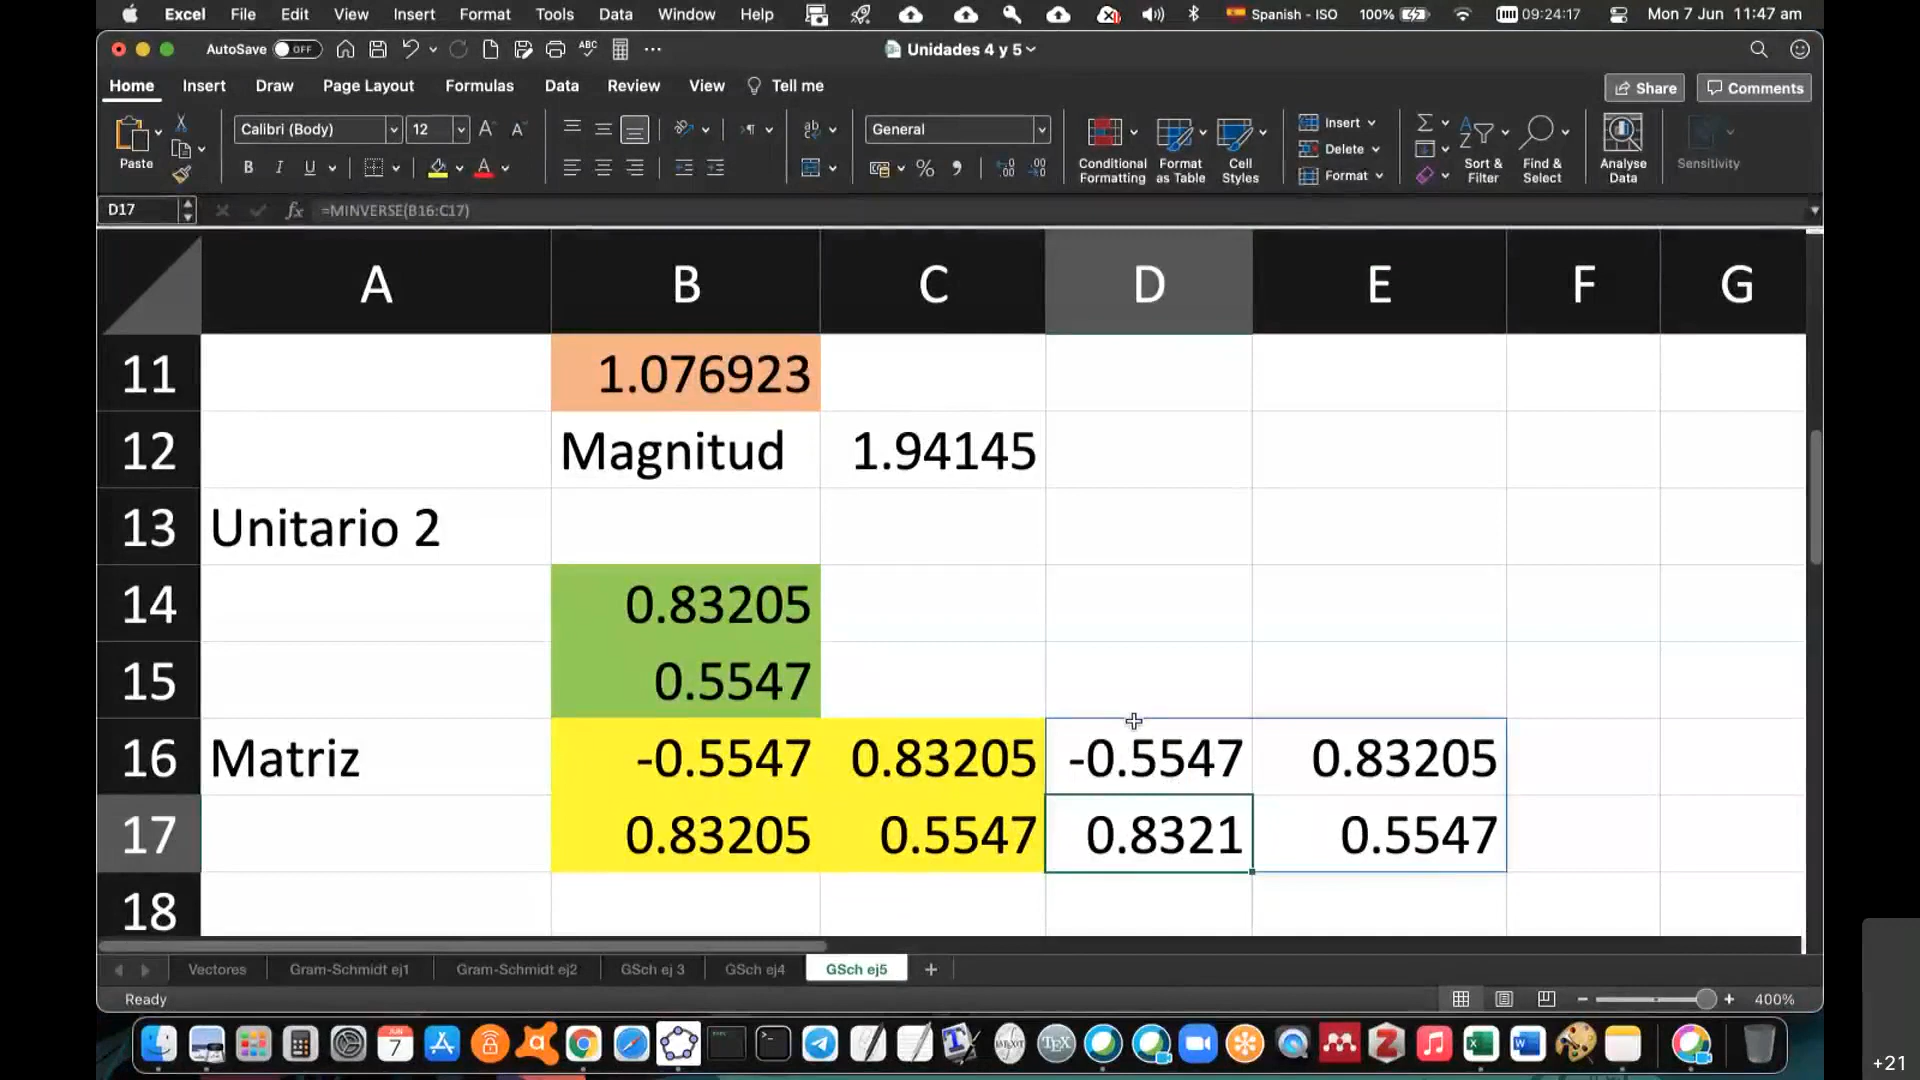 Excel File Edit View Insert Format Tools Data Window Help Spanish - ISO 100% 09:24:17 Mon 7 Jun 11:47 am
AutoSave OFF ABC Unidades 4 y 5
Home Insert Draw Page Layout Formulas Data Review View Tell me Share Comments
Paste Calibri (Body) 12 General Conditional Formatting Format as Table Cell Styles Insert Delete Format Sort & Filter Find & Select Analyse Data Sensitivity
B I U A % ,
D17 fx =MINVERSE(B16:C17)
A B C D E F G
11 1.076923
12 Magnitud 1.94145
13 Unitario 2
14 0.83205
15 0.5547
16 Matriz -0.5547 0.83205 -0.5547 0.83205
17 0.83205 0.5547 0.8321 0.5547
18
Vectores Gram-Schmidt ej1 Gram-Schmidt ej2 GSch ej 3 GSch ej4 GSch ej5 +
Ready 400%
JUN 7
+21